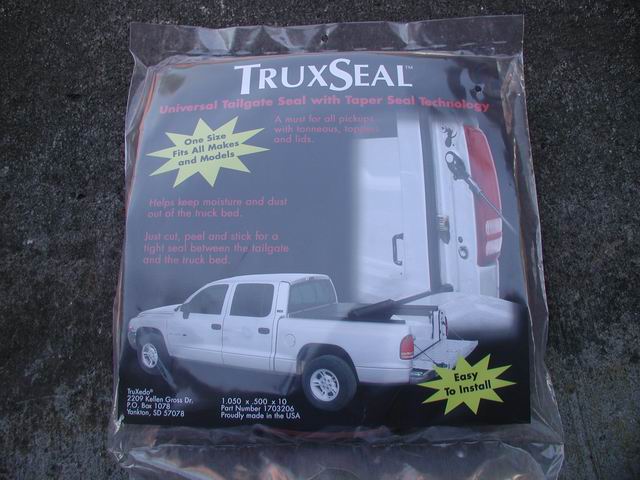 TRUXSEAL™
Universal Tailgate Seal with Taper Seal Technology
One Size
Fits All Makes
and Models
A must for all pickups
with tonneous, toppers
and lids.
Helps keep moisture and dust
out of the truck bed.
Just cut, peel and stick for a
tight seal between the tailgate
and the truck bed.
Easy
To Install
TruXedo®
2209 Kellen Gross Dr.
P.O. Box 1078
Yankton, SD 57078
1.050 x .500 x 10
Part Number 1703206
Proudly made in the USA